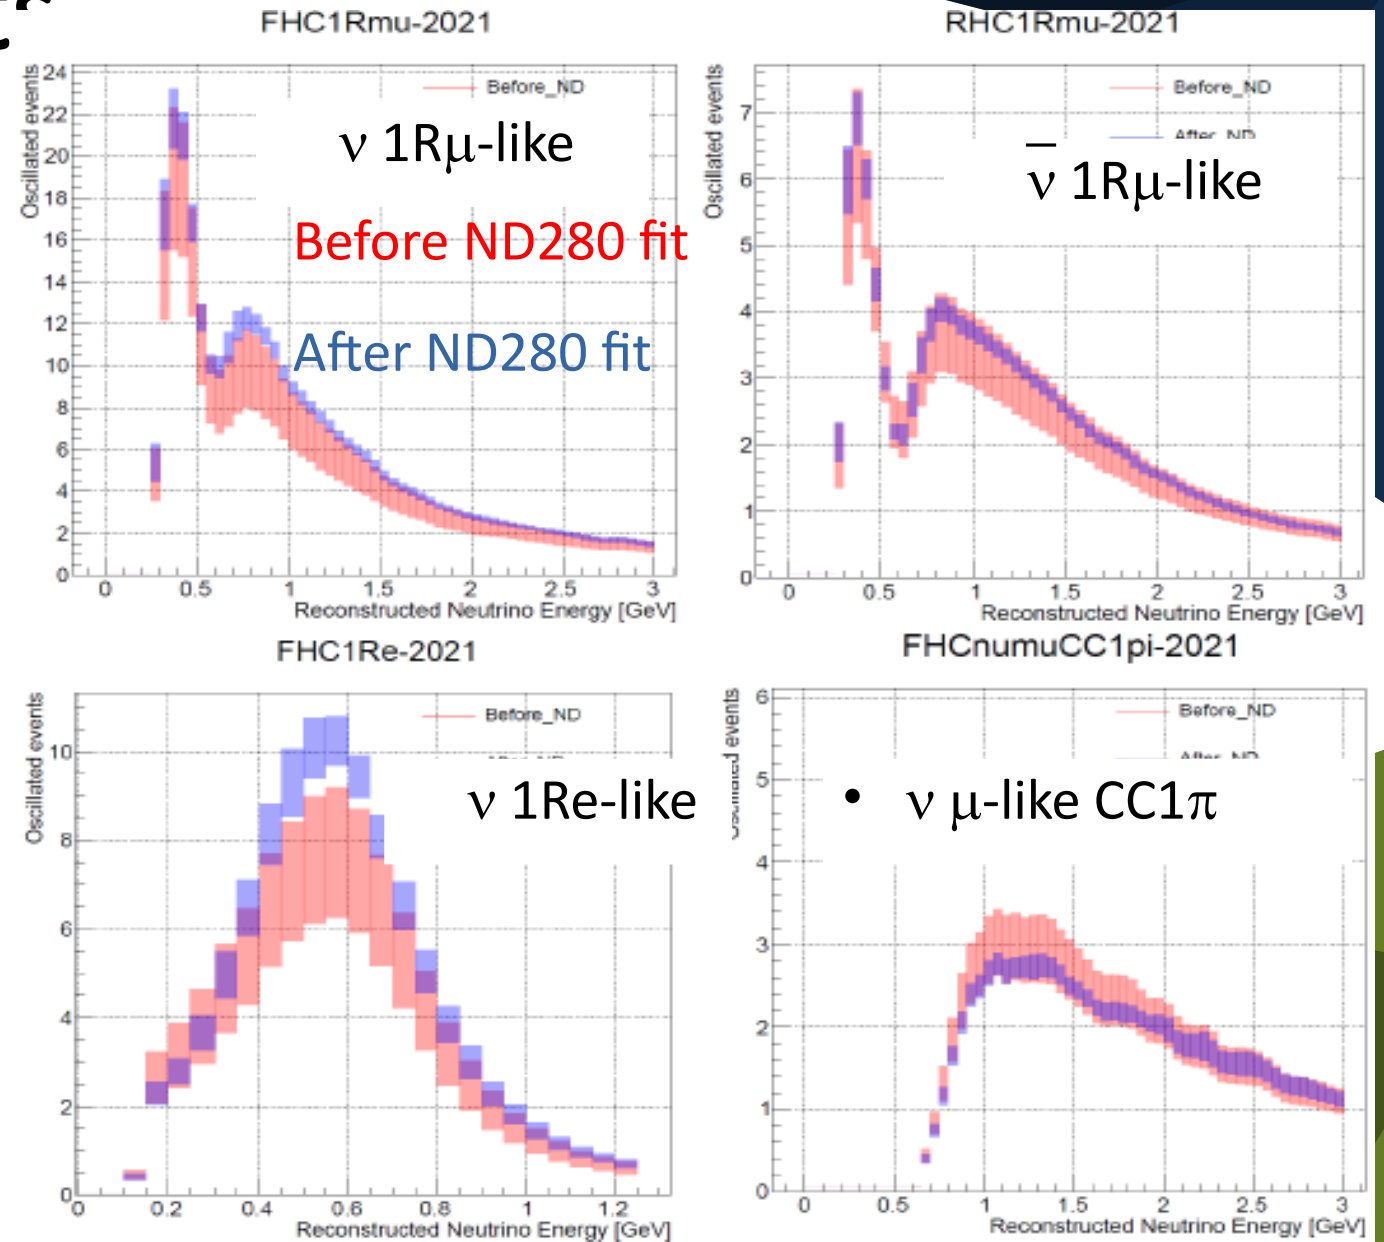 FHC1Rmu-2021
Oscillated events
24
22
20
18
16
14
12
10
8
6
4
2
0
Before_ND
ν 1Rμ-like
Before ND280 fit
After ND280 fit
0 0.5 1 1.5 2 2.5 3
Reconstructed Neutrino Energy [GeV]
RHC1Rmu-2021
Oscillated events
7
6
5
4
3
2
1
0
Before_ND
After_ND
ν̅ 1Rμ-like
0 0.5 1 1.5 2 2.5 3
Reconstructed Neutrino Energy [GeV]
FHC1Re-2021
Oscillated events
10
8
6
4
2
0
Before_ND
ν 1Re-like
0 0.2 0.4 0.6 0.8 1 1.2
Reconstructed Neutrino Energy [GeV]
FHCnumuCC1pi-2021
Oscillated events
6
5
4
3
2
1
0
Before_ND
After_ND
• ν μ-like CC1π
0 0.5 1 1.5 2 2.5 3
Reconstructed Neutrino Energy [GeV]